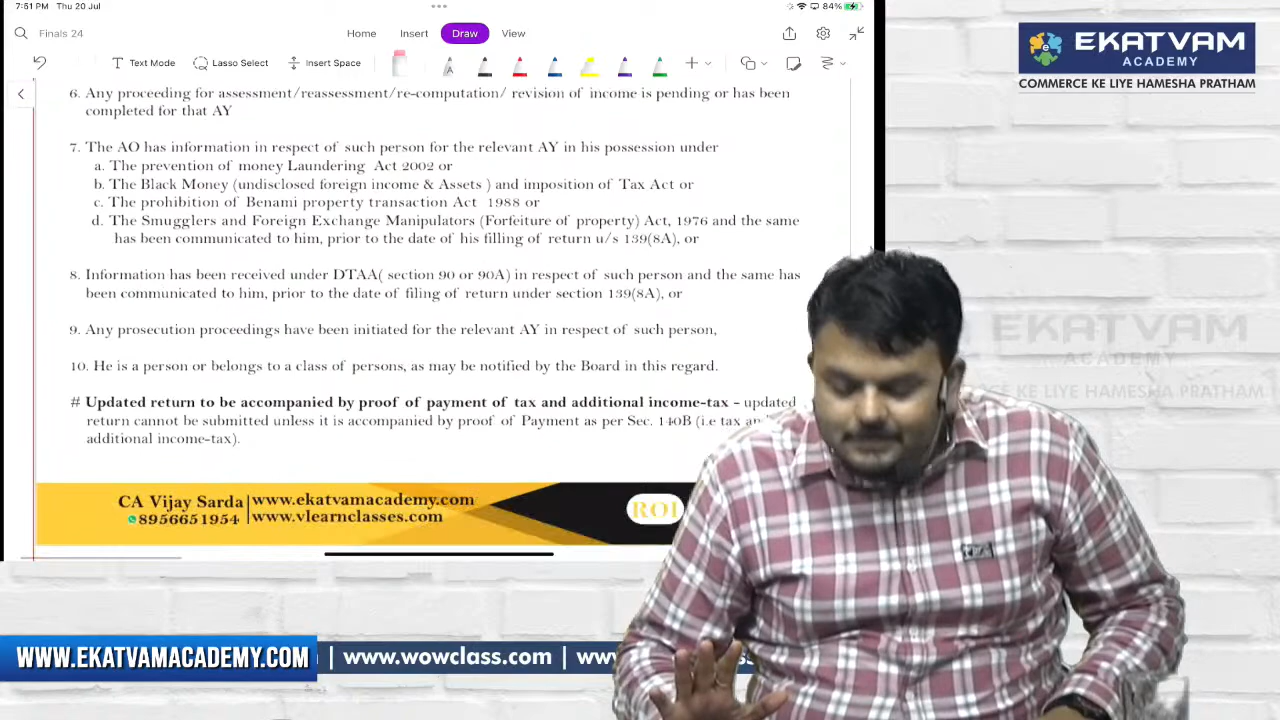 7:51 PM Thu 20 Jul
84%
Finals 24
Home Insert Draw View
Text Mode Lasso Select Insert Space
6. Any proceeding for assessment/reassessment/re-computation/ revision of income is pending or has been
completed for that AY
7. The AO has information in respect of such person for the relevant AY in his possession under
a. The prevention of money Laundering Act 2002 or
b. The Black Money (undisclosed foreign income & Assets ) and imposition of Tax Act or
c. The prohibition of Benami property transaction Act 1988 or
d. The Smugglers and Foreign Exchange Manipulators (Forfeiture of property) Act, 1976 and the same
has been communicated to him, prior to the date of his filling of return u/s 139(8A), or
8. Information has been received under DTAA( section 90 or 90A) in respect of such person and the same has
been communicated to him, prior to the date of filing of return under section 139(8A), or
9. Any prosecution proceedings have been initiated for the relevant AY in respect of such person,
10. He is a person or belongs to a class of persons, as may be notified by the Board in this regard.
# Updated return to be accompanied by proof of payment of tax and additional income-tax - updated
return cannot be submitted unless it is accompanied by proof of Payment as per Sec. 140B (i.e tax
additional income-tax).
CA Vijay Sarda www.ekatvamacademy.com
8956651954 www.vlearnclasses.com
ROI
EKATVAM
ACADEMY
COMMERCE KE LIYE HAMESHA PRATHAM
EKATVAM
ACADEMY
KE LIYE HAMESHA PRATHAM
WWW.EKATVAMACADEMY.COM | www.wowclass.com |